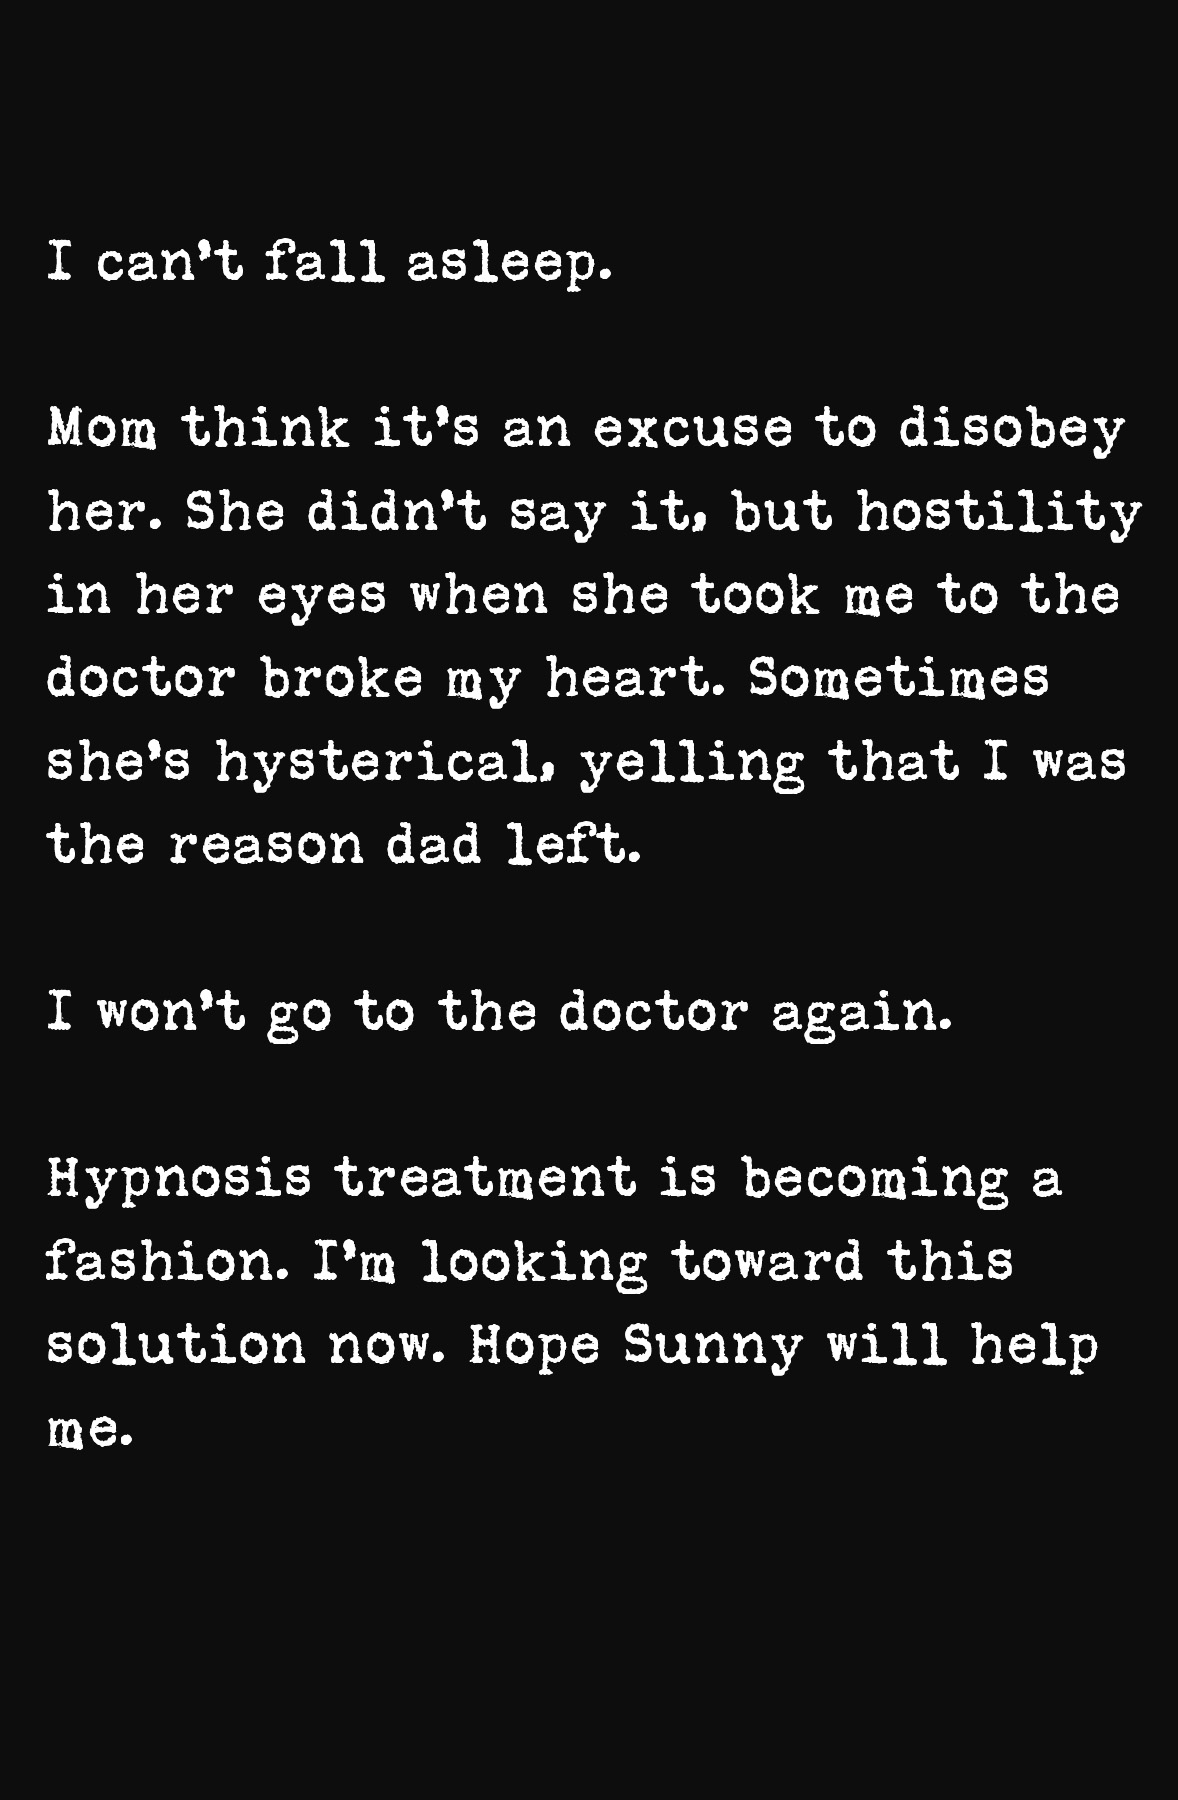 I can't fall asleep.
Mom think it's an excuse to disobey
her. She didn't say it, but hostility
in her eyes when she took me to the
doctor broke my heart. Sometimes
she's hysterical, yelling that I was
the reason dad left.
I won't go to the doctor again.
Hypnosis treatment is becoming a
fashion. I'm looking toward this
solution now. Hope Sunny will help
me.